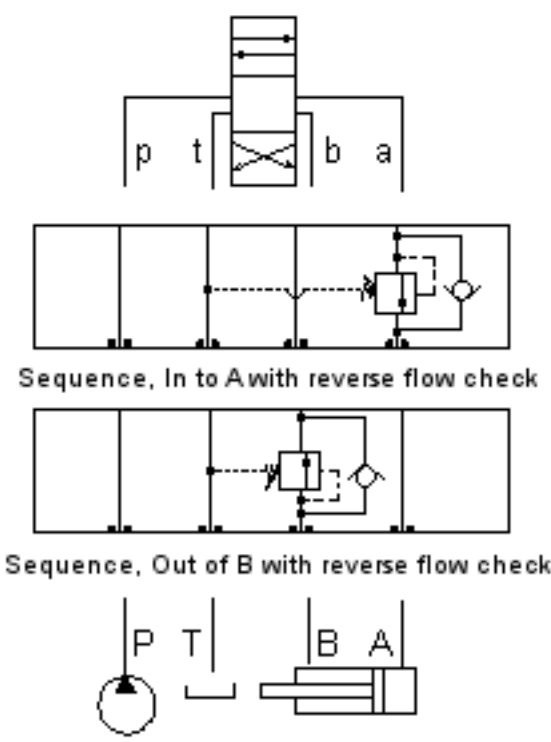 p t b a
Sequence, In to A with reverse flow check
Sequence, Out of B with reverse flow check
P T B A